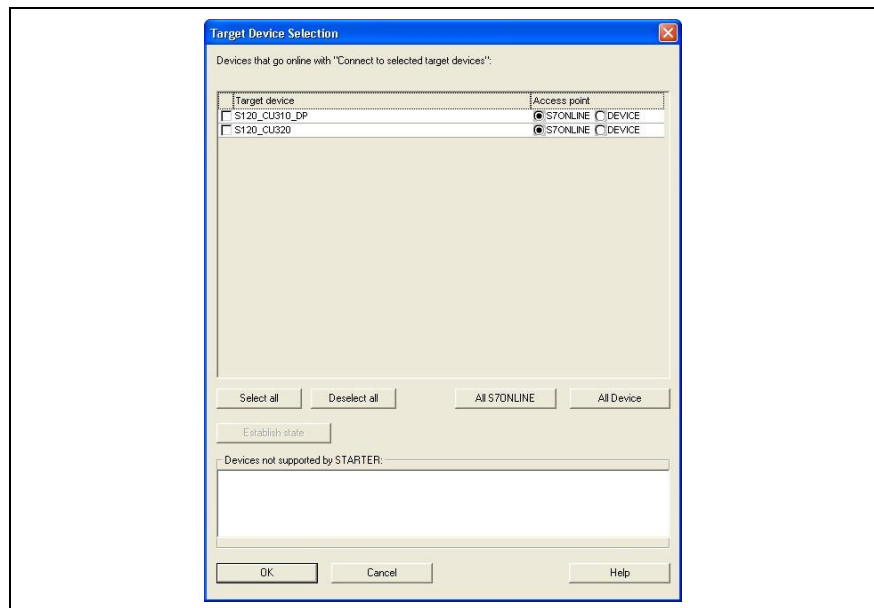 Target Device Selection
Devices that go online with "Connect to selected target devices":
Target device Access point
S120_CU310_DP S7ONLINE DEVICE
S120_CU320 S7ONLINE DEVICE
Select all Deselect all All S7ONLINE All Device
Establish state
Devices not supported by STARTER:
OK Cancel Help